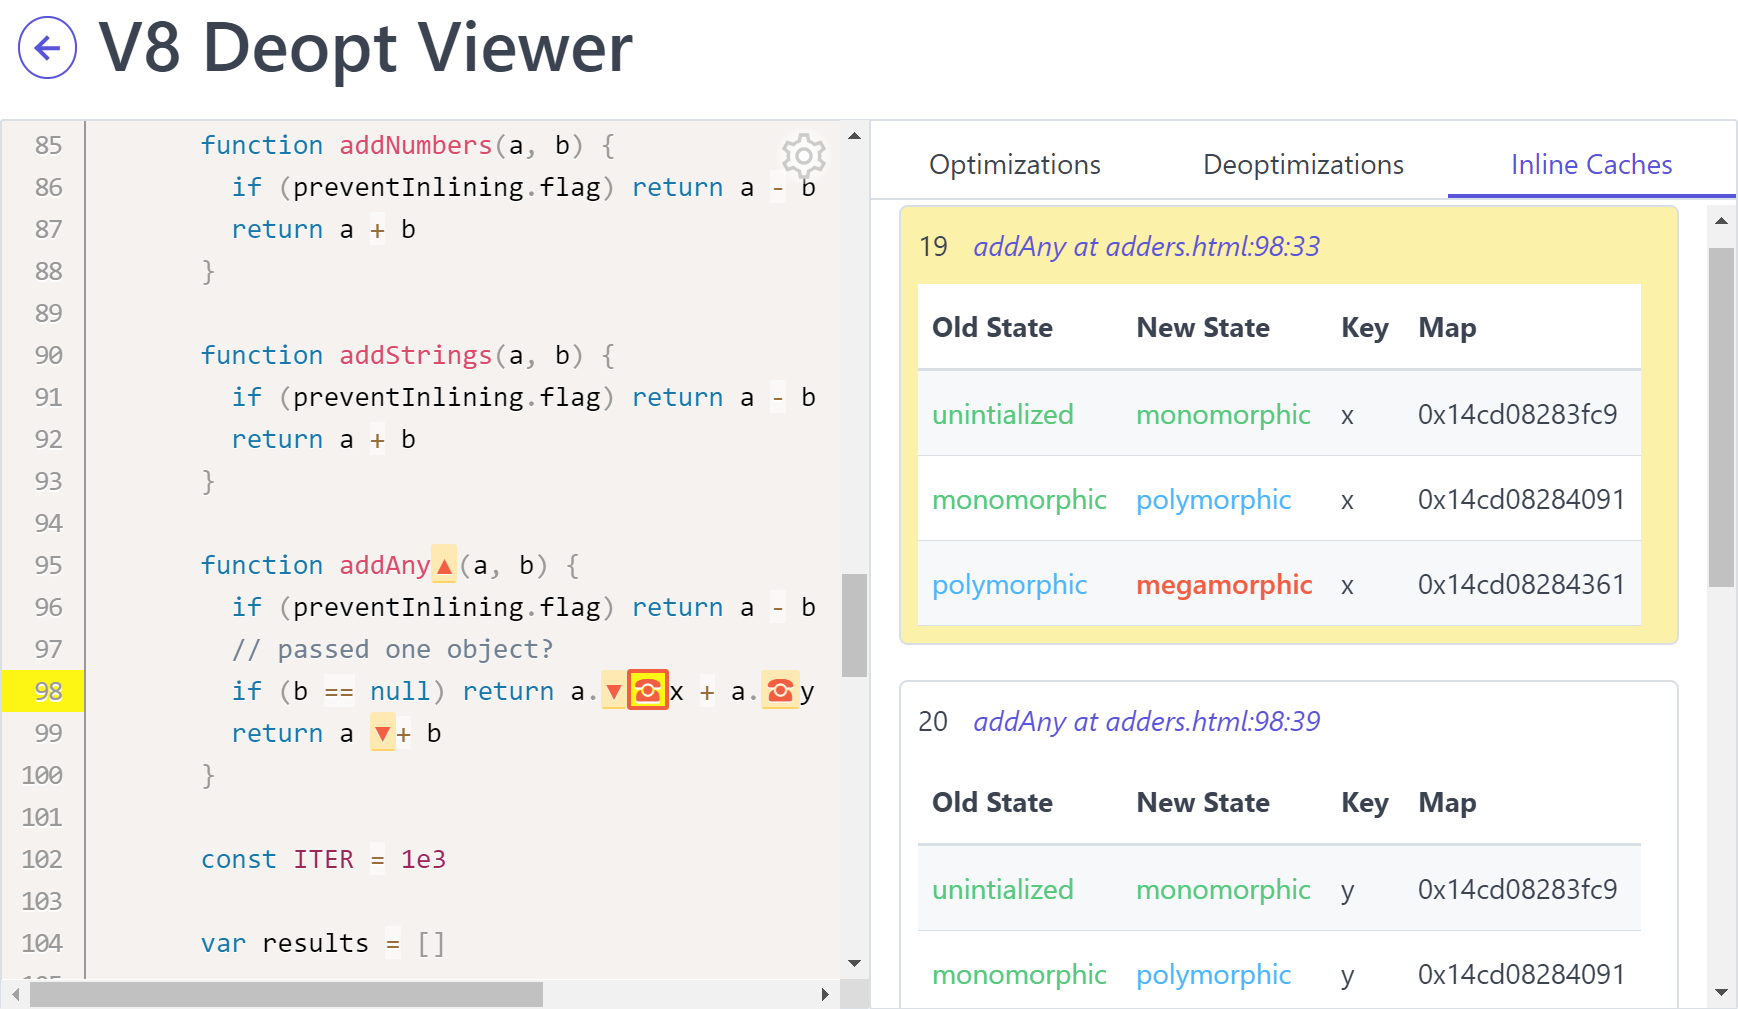 V8 Deopt Viewer
85 function addNumbers(a, b) {
86 if (preventInlining.flag) return a - b
87 return a + b
88 }
89
90 function addStrings(a, b) {
91 if (preventInlining.flag) return a - b
92 return a + b
93 }
94
95 function addAny▲(a, b) {
96 if (preventInlining.flag) return a - b
97 // passed one object?
98 if (b == null) return a.▼☎x + a.☎y
99 return a ▼+ b
100 }
101
102 const ITER = 1e3
103
104 var results = []
Optimizations Deoptimizations Inline Caches
19 addAny at adders.html:98:33
Old State New State Key Map
unintialized monomorphic x 0x14cd08283fc9
monomorphic polymorphic x 0x14cd08284091
polymorphic megamorphic x 0x14cd08284361
20 addAny at adders.html:98:39
Old State New State Key Map
unintialized monomorphic y 0x14cd08283fc9
monomorphic polymorphic y 0x14cd08284091